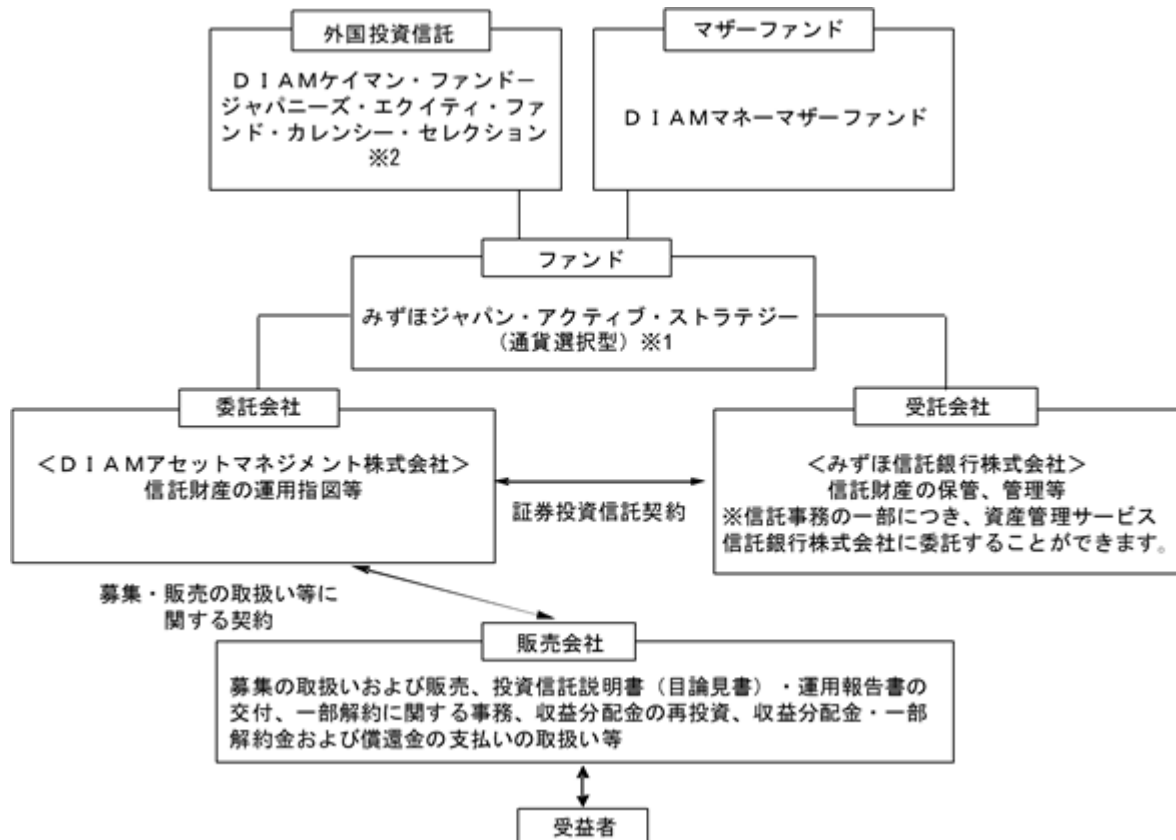 外国投資信託
DIAMケイマン・ファンド－
ジャパニーズ・エクイティ・ファ
ンド・カレンシー・セレクション
※2
マザーファンド
DIAMマネーマザーファンド
ファンド
みずほジャパン・アクティブ・ストラテジー
（通貨選択型）※1
委託会社
＜DIAMアセットマネジメント株式会社＞
信託財産の運用指図等
証券投資信託契約
受託会社
＜みずほ信託銀行株式会社＞
信託財産の保管、管理等
※信託事務の一部につき、資産管理サービス
信託銀行株式会社に委託することができます。
募集・販売の取扱い等に
関する契約
販売会社
募集の取扱いおよび販売、投資信託説明書（目論見書）・運用報告書の
交付、一部解約に関する事務、収益分配金の再投資、収益分配金・一部
解約金および償還金の支払いの取扱い等
受益者